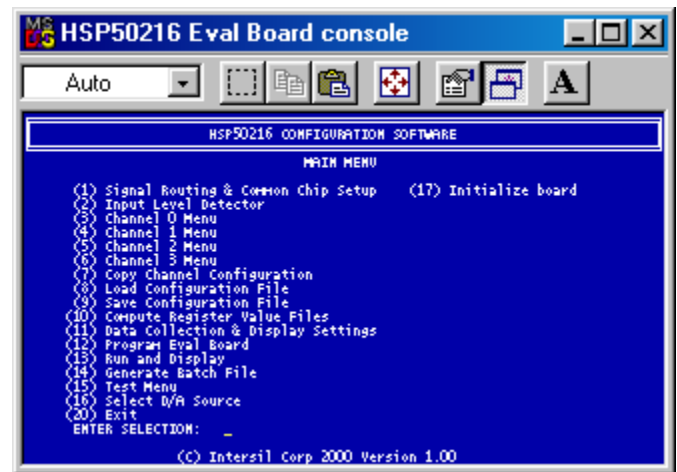 HSP50216 Eval Board console
Auto
A
HSP50216 CONFIGURATION SOFTWARE
MAIN MENU
(1) Signal Routing & Common Chip Setup (17) Initialize board
(2) Input Level Detector
(3) Channel 0 Menu
(4) Channel 1 Menu
(5) Channel 2 Menu
(6) Channel 3 Menu
(7) Copy Channel Configuration
(8) Load Configuration File
(9) Save Configuration File
(10) Compute Register Value Files
(11) Data Collection & Display Settings
(12) Program Eval Board
(13) Run and Display
(14) Generate Batch File
(15) Test Menu
(16) Select D/A Source
(20) Exit
ENTER SELECTION: _
(C) Intersil Corp 2000 Version 1.00